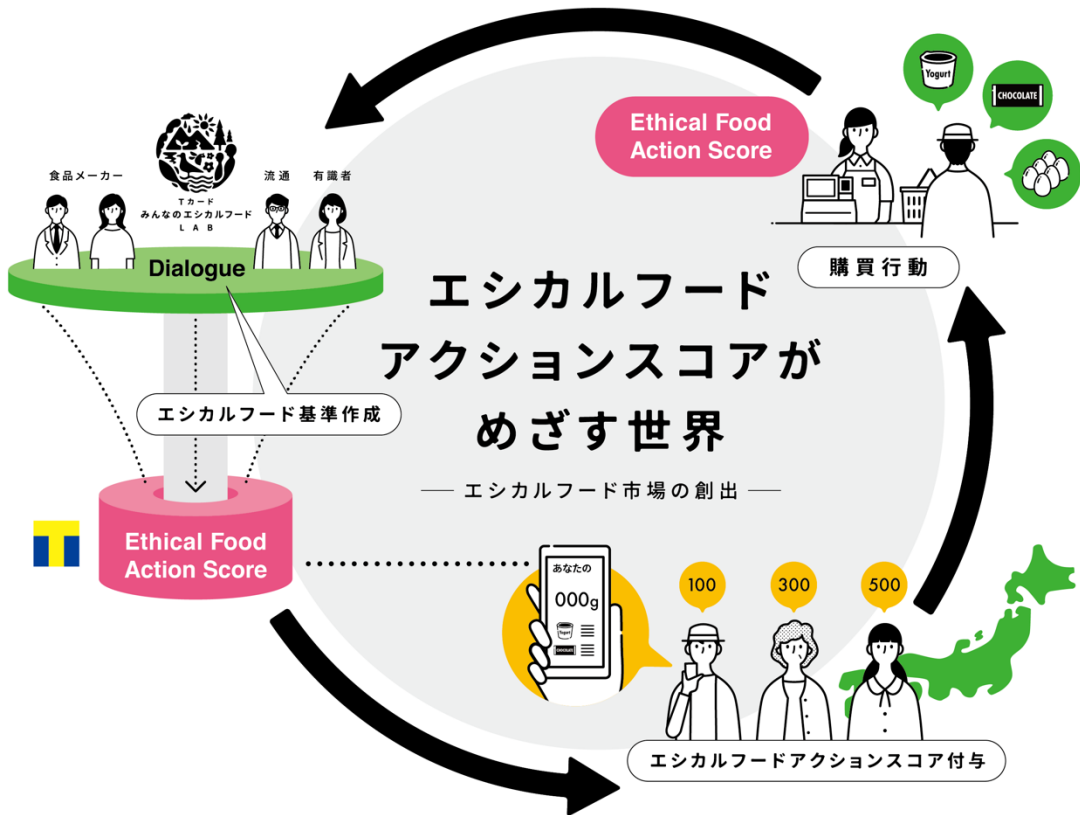 Yogurt
CHOCOLATE
Ethical Food
Action Score
食品メーカー
流通
有識者
Tカード
みんなのエシカルフード
LAB
Dialogue
購買行動
エシカルフード
アクションスコアが
めざす世界
エシカルフード基準作成
エシカルフード市場の創出
T
Ethical Food
Action Score
あなたの
000g
Yogurt
CHOCOLATE
100
300
500
エシカルフードアクションスコア付与